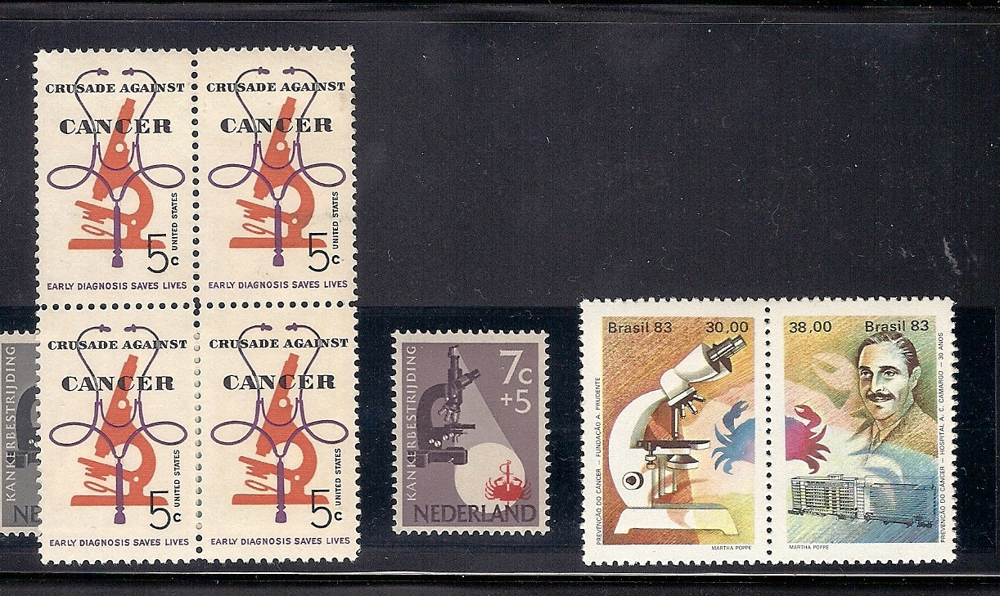 CRUSADE AGAINST
CANCER
UNITED STATES
5c
EARLY DIAGNOSIS SAVES LIVES
CRUSADE AGAINST
CANCER
UNITED STATES
5c
EARLY DIAGNOSIS SAVES LIVES
CRUSADE AGAINST
CANCER
UNITED STATES
5c
EARLY DIAGNOSIS SAVES LIVES
CRUSADE AGAINST
CANCER
UNITED STATES
5c
EARLY DIAGNOSIS SAVES LIVES
KANKERBESTRIJDING
NE
KANKERBESTRIJDING
7c
+5
NEDERLAND
Brasil 83 30,00
PREVENÇÃO DO CÂNCER – FUNDAÇÃO A. PRUDENTE
MARTHA POPPE
38,00 Brasil 83
PREVENÇÃO DO CÂNCER – HOSPITAL A. C. CAMARGO – 30 ANOS
MARTHA POPPE